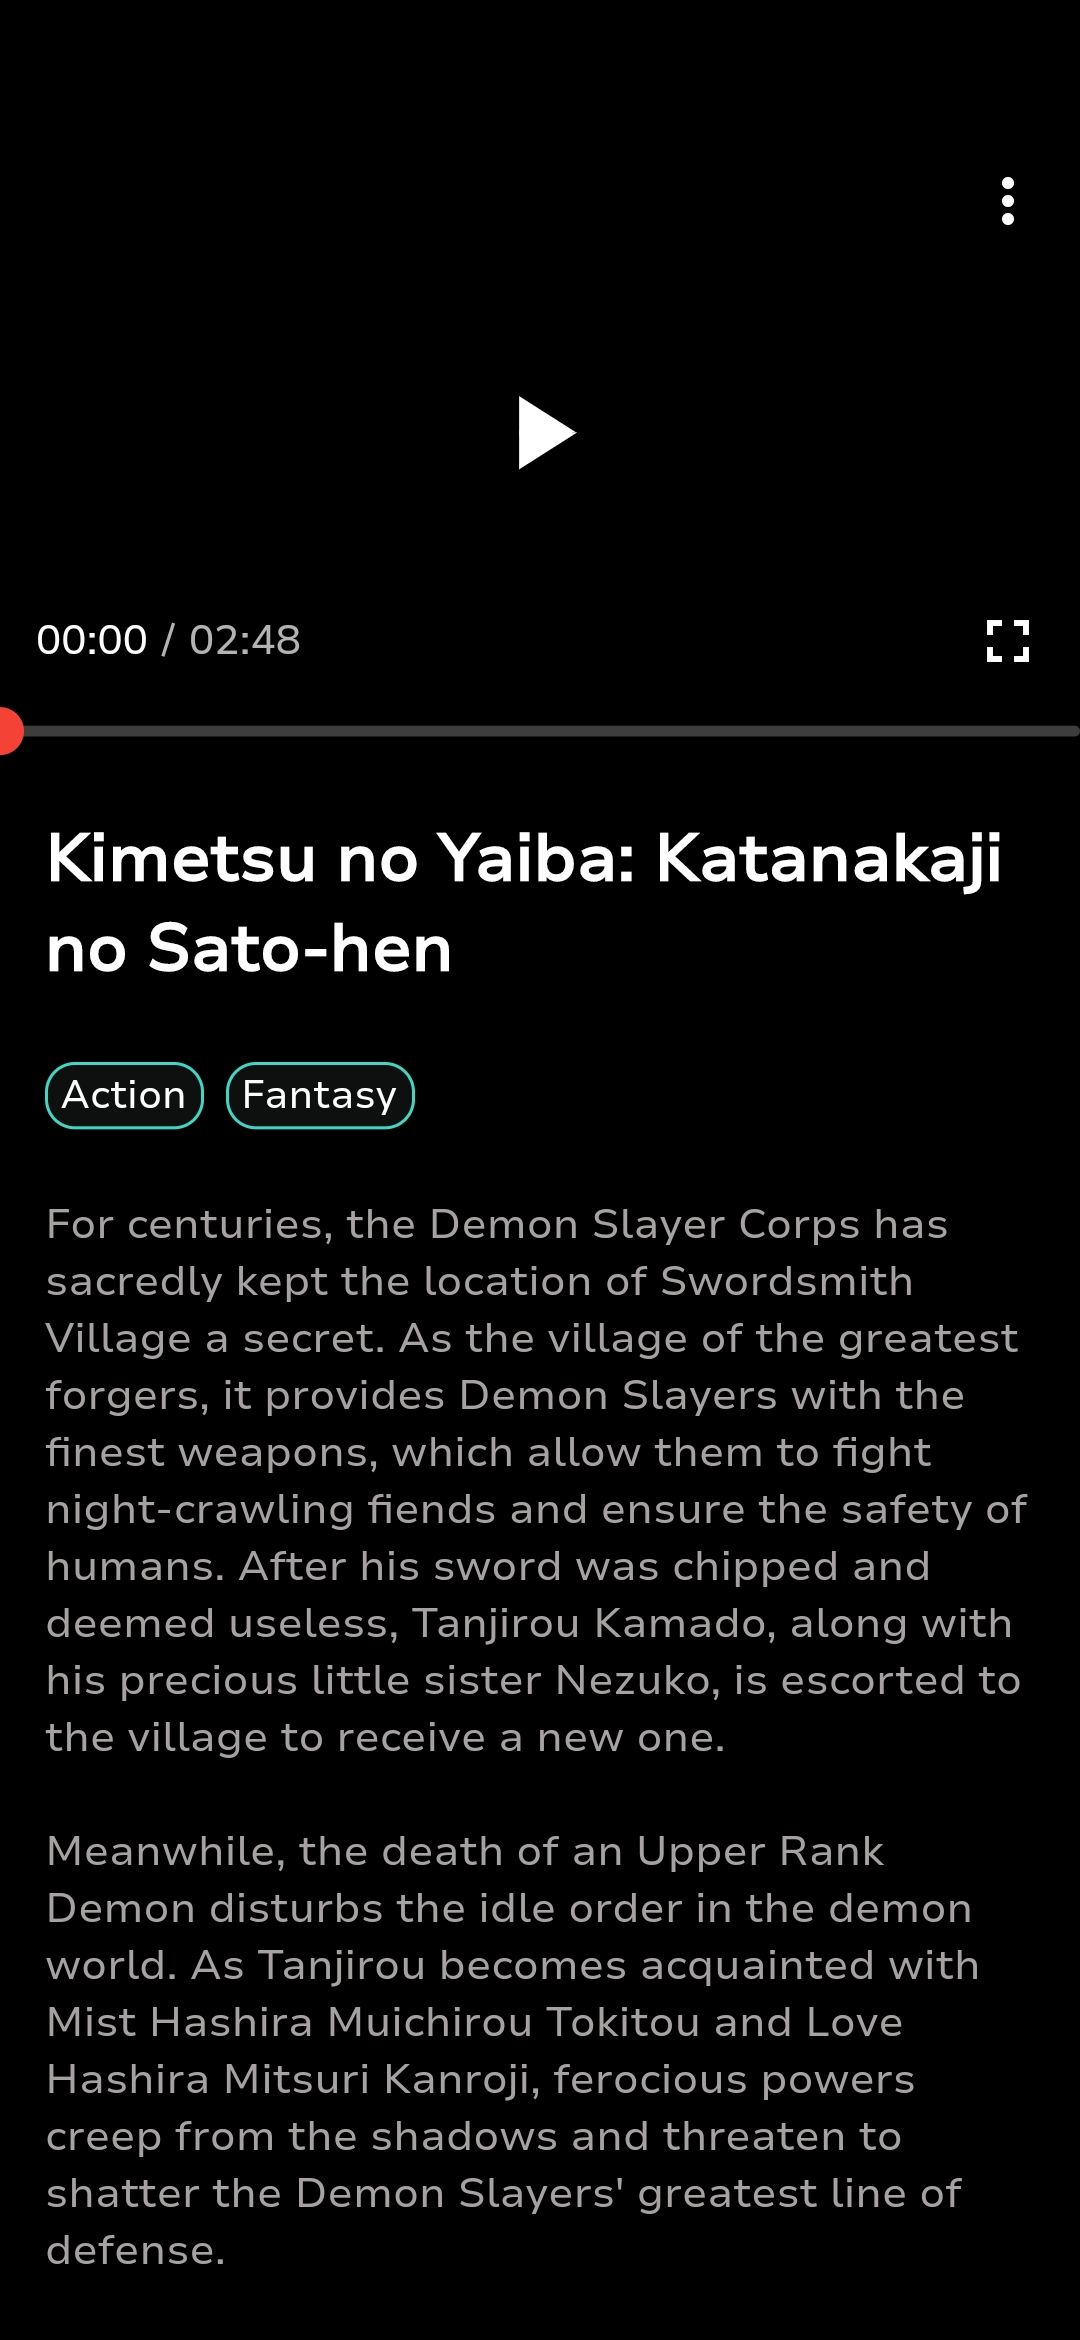 00:00 / 02:48
Kimetsu no Yaiba: Katanakaji
no Sato-hen
Action Fantasy
For centuries, the Demon Slayer Corps has
sacredly kept the location of Swordsmith
Village a secret. As the village of the greatest
forgers, it provides Demon Slayers with the
finest weapons, which allow them to fight
night-crawling fiends and ensure the safety of
humans. After his sword was chipped and
deemed useless, Tanjirou Kamado, along with
his precious little sister Nezuko, is escorted to
the village to receive a new one.
Meanwhile, the death of an Upper Rank
Demon disturbs the idle order in the demon
world. As Tanjirou becomes acquainted with
Mist Hashira Muichirou Tokitou and Love
Hashira Mitsuri Kanroji, ferocious powers
creep from the shadows and threaten to
shatter the Demon Slayers' greatest line of
defense.